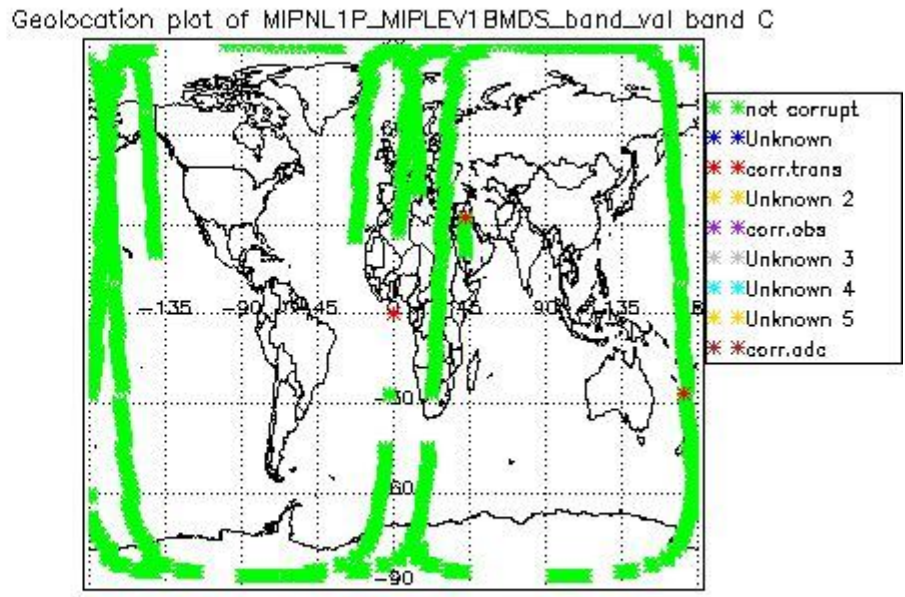 Geolocation plot of MIPNL1P_MIPLEV1BMDS_band_val band C
not corrupt
Unknown
corr.trans
Unknown 2
corr.obs
Unknown 3
Unknown 4
Unknown 5
corr.adc
60
-135 -90 45 45 90 135
-30
-60
-90